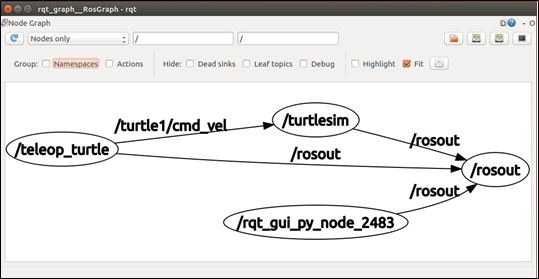 rqt_graph__RosGraph - rqt
Node Graph
D? - O
Nodes only
/
/
Group: Namespaces Actions Hide: Dead sinks Leaf topics Debug Highlight Fit
/turtle1/cmd_vel
/turtlesim
/rosout
/teleop_turtle
/rosout
/rosout
/rosout
/rqt_gui_py_node_2483